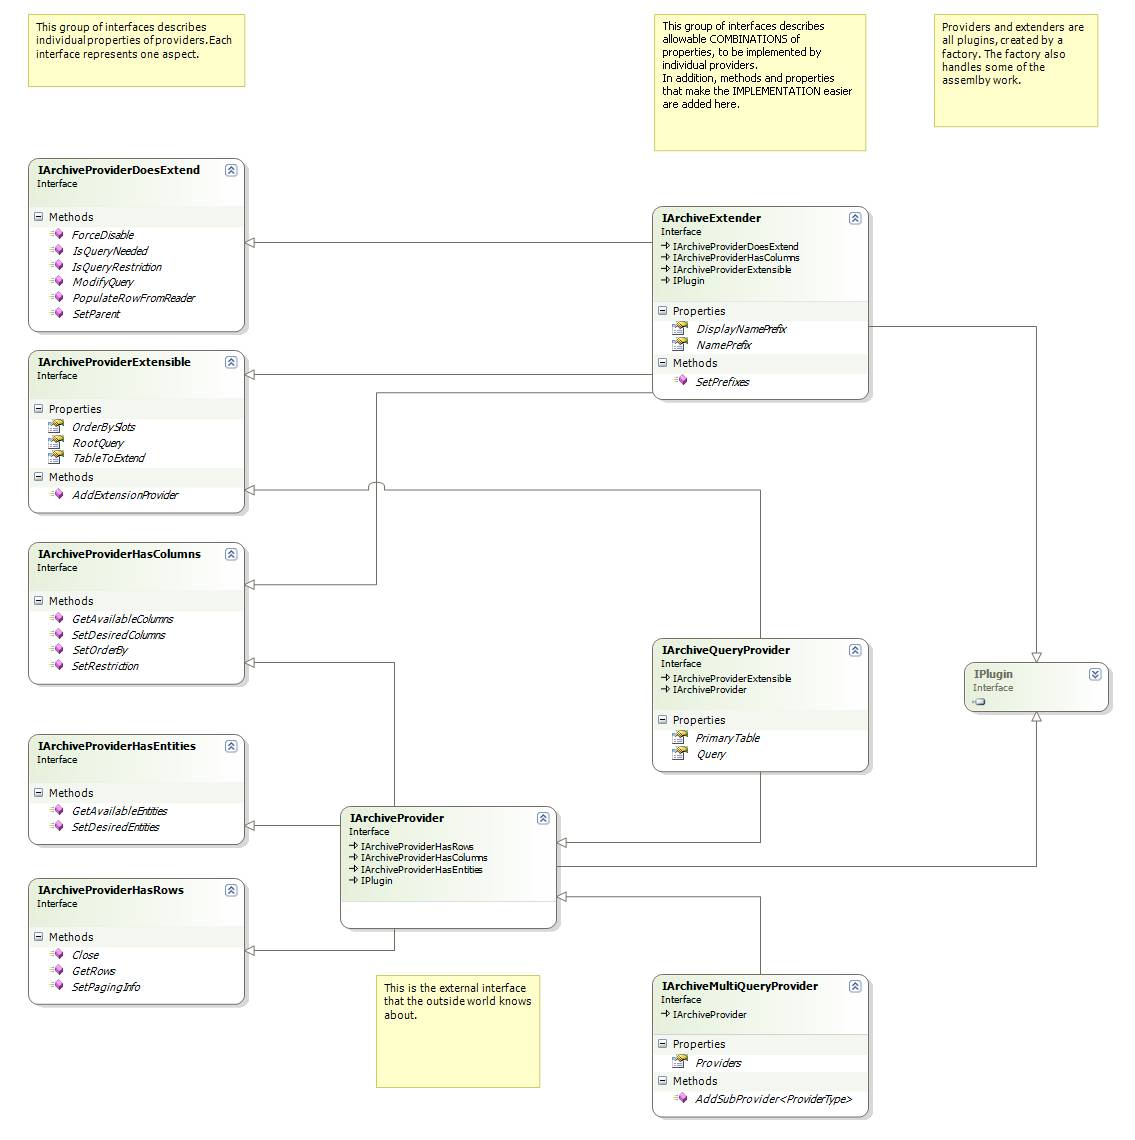 This group of interfaces describes
individual properties of providers.Each
interface represents one aspect.
This group of interfaces describes
allowable COMBINATIONS of
properties, to be implemented by
individual providers.
In addition, methods and properties
that make the IMPLEMENTATION easier
are added here.
Providers and extenders are
all plugins, created by a
factory. The factory also
handles some of the
assemlby work.
IArchiveProviderDoesExtend
Interface
Methods
ForceDisable
IsQueryNeeded
IsQueryRestriction
ModifyQuery
PopulateRowFromReader
SetParent
IArchiveExtender
Interface
IArchiveProviderDoesExtend
IArchiveProviderHasColumns
IArchiveProviderExtensible
IPlugin
Properties
DisplayNamePrefix
NamePrefix
Methods
SetPrefixes
IArchiveProviderExtensible
Interface
Properties
OrderBySlots
RootQuery
TableToExtend
Methods
AddExtensionProvider
IArchiveProviderHasColumns
Interface
Methods
GetAvailableColumns
SetDesiredColumns
SetOrderBy
SetRestriction
IArchiveQueryProvider
Interface
IArchiveProviderExtensible
IArchiveProvider
Properties
PrimaryTable
Query
IPlugin
Interface
IArchiveProviderHasEntities
Interface
Methods
GetAvailableEntities
SetDesiredEntities
IArchiveProvider
Interface
IArchiveProviderHasRows
IArchiveProviderHasColumns
IArchiveProviderHasEntities
IPlugin
IArchiveProviderHasRows
Interface
Methods
Close
GetRows
SetPagingInfo
This is the external interface
that the outside world knows
about.
IArchiveMultiQueryProvider
Interface
IArchiveProvider
Properties
Providers
Methods
AddSubProvider<ProviderType>